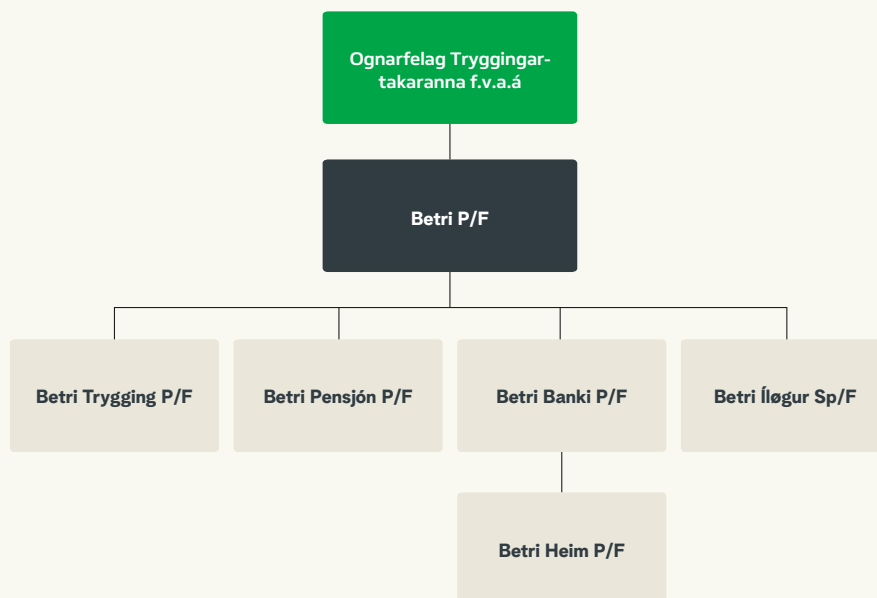 Ognarfelag Tryggingar-
takaranna f.v.a.á
Betri P/F
Betri Trygging P/F
Betri Pensjón P/F
Betri Banki P/F
Betri Íløgur Sp/F
Betri Heim P/F